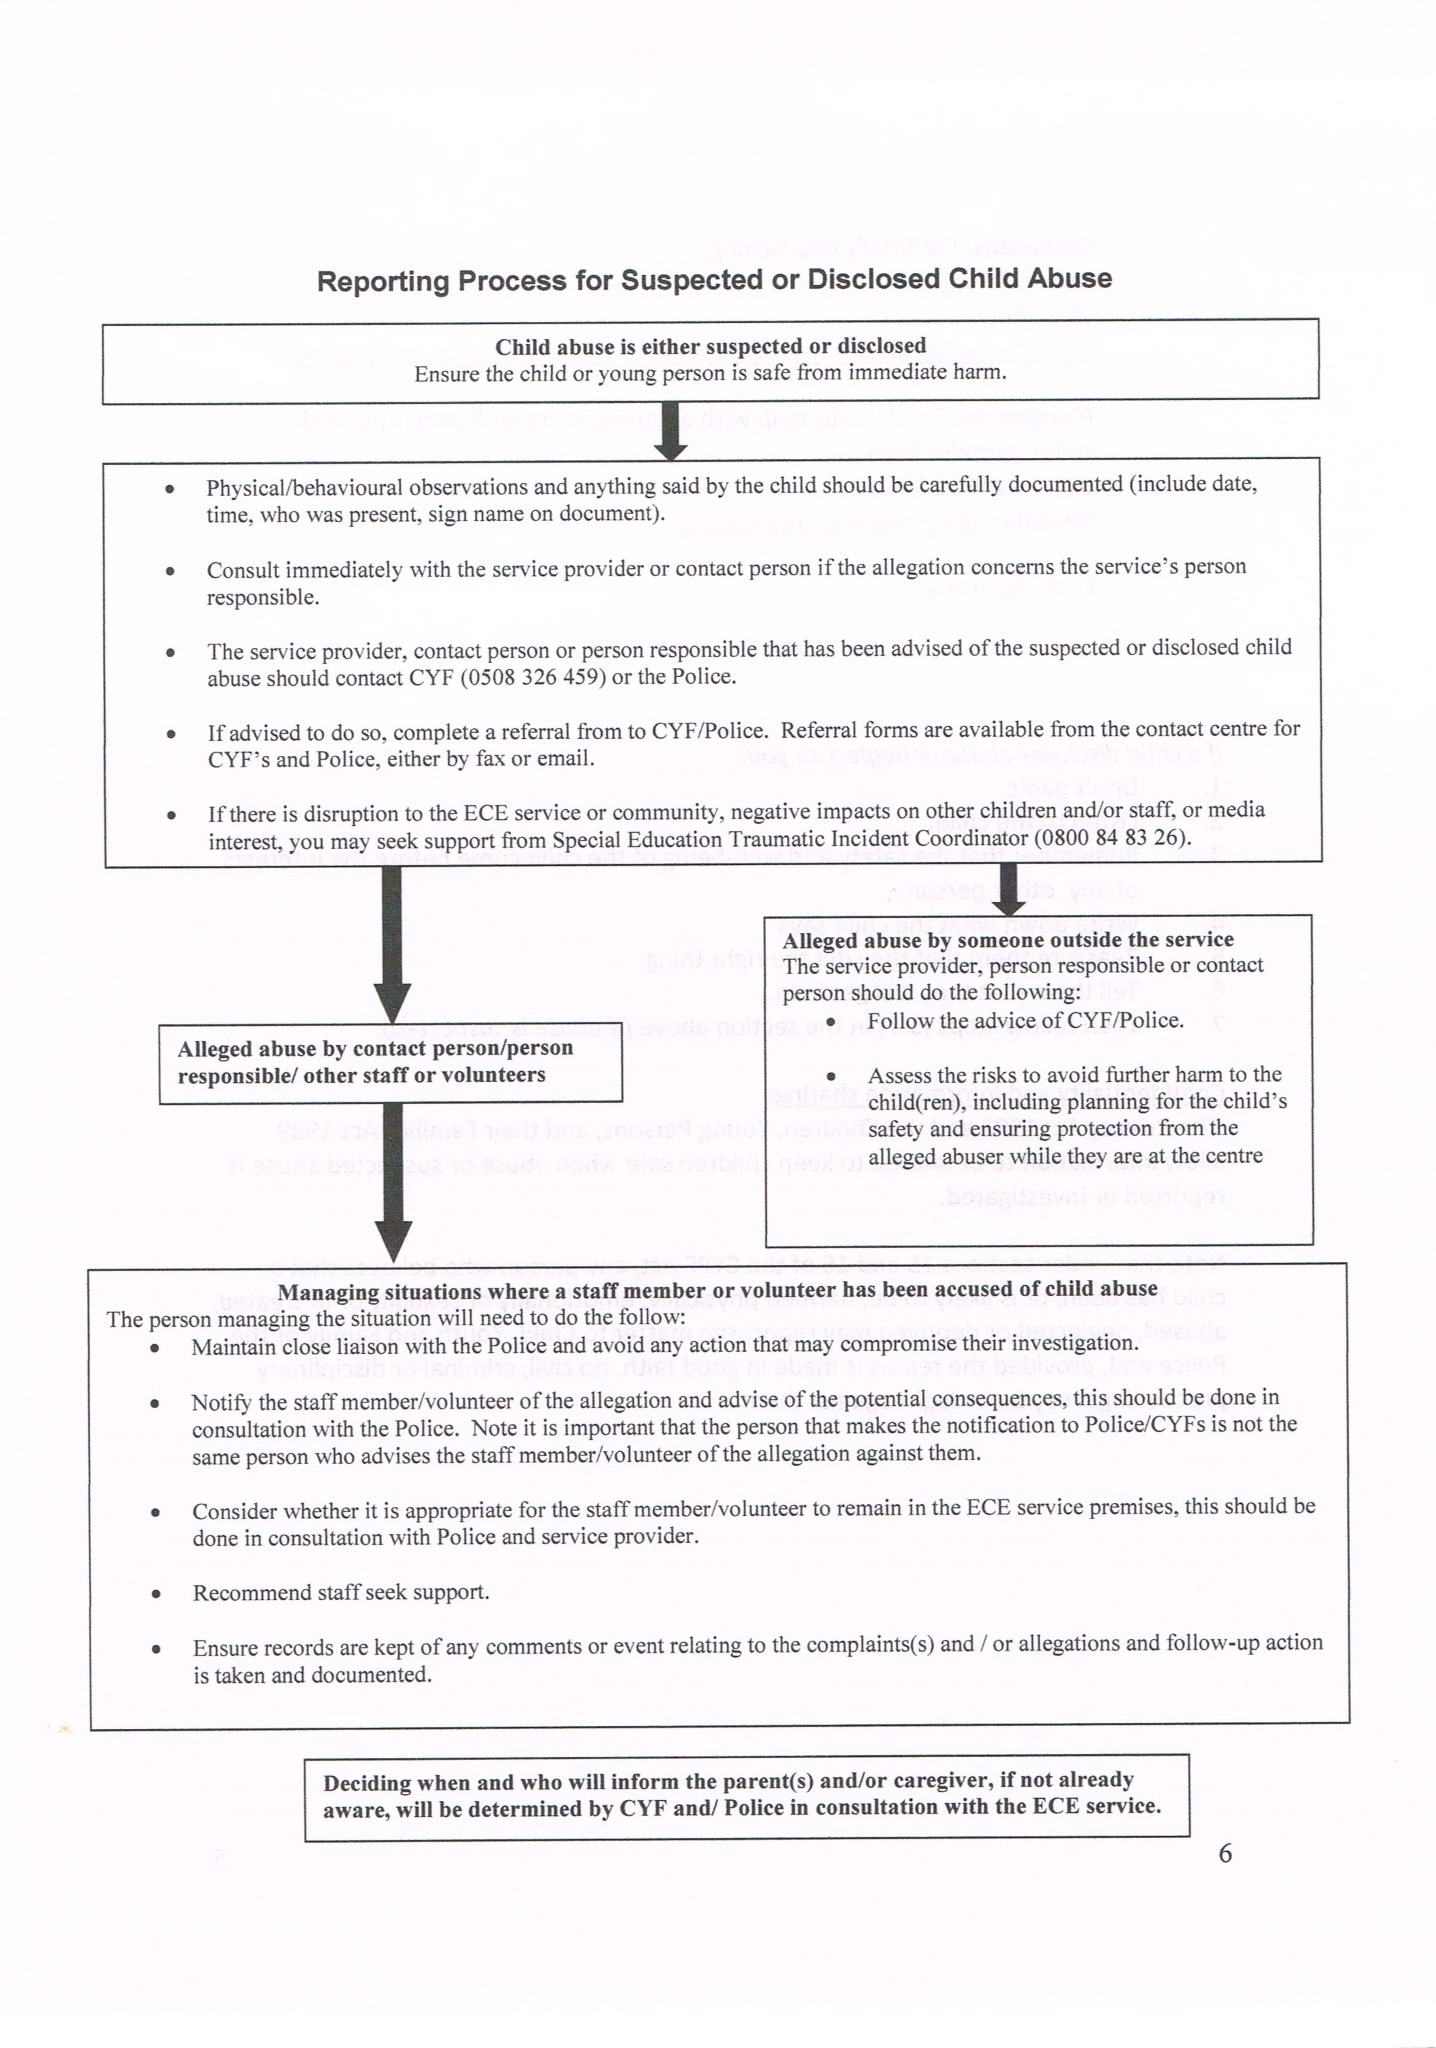 Reporting Process for Suspected or Disclosed Child Abuse
Child abuse is either suspected or disclosed
Ensure the child or young person is safe from immediate harm.
• Physical/behavioural observations and anything said by the child should be carefully documented (include date,
time, who was present, sign name on document).
• Consult immediately with the service provider or contact person if the allegation concerns the service's person
responsible.
• The service provider, contact person or person responsible that has been advised of the suspected or disclosed child
abuse should contact CYF (0508 326 459) or the Police.
• If advised to do so, complete a referral from to CYF/Police. Referral forms are available from the contact centre for
CYF's and Police, either by fax or email.
• If there is disruption to the ECE service or community, negative impacts on other children and/or staff, or media
interest, you may seek support from Special Education Traumatic Incident Coordinator (0800 84 83 26).
Alleged abuse by someone outside the service
The service provider, person responsible or contact
person should do the following:
• Follow the advice of CYF/Police.
• Assess the risks to avoid further harm to the
child(ren), including planning for the child's
safety and ensuring protection from the
alleged abuser while they are at the centre
Alleged abuse by contact person/person
responsible/ other staff or volunteers
Managing situations where a staff member or volunteer has been accused of child abuse
The person managing the situation will need to do the follow:
• Maintain close liaison with the Police and avoid any action that may compromise their investigation.
• Notify the staff member/volunteer of the allegation and advise of the potential consequences, this should be done in
consultation with the Police. Note it is important that the person that makes the notification to Police/CYFs is not the
same person who advises the staff member/volunteer of the allegation against them.
• Consider whether it is appropriate for the staff member/volunteer to remain in the ECE service premises, this should be
done in consultation with Police and service provider.
• Recommend staff seek support.
• Ensure records are kept of any comments or event relating to the complaints(s) and / or allegations and follow-up action
is taken and documented.
Deciding when and who will inform the parent(s) and/or caregiver, if not already
aware, will be determined by CYF and/ Police in consultation with the ECE service.
6